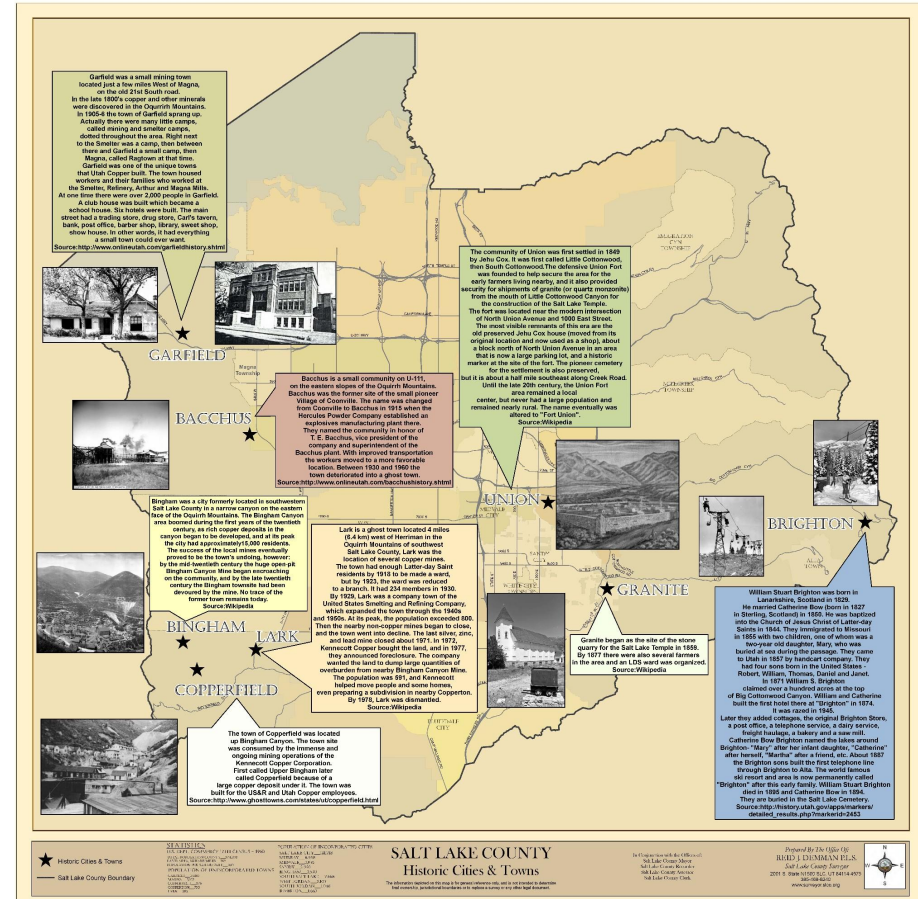 Garfield was a small mining town
located just a few miles West of Magna,
on the old 21st South road.
In the late 1800's copper and other minerals
were discovered in the Oqurirh Mountains.
In 1905-6 the town of Garfield sprang up.
Actually there were many little camps,
called mining and smelter camps,
dotted throughout the area. Right next
to the Smelter was a camp, then between
there and Garfield a small camp, then
Magna, called Ragtown at that time.
Garfield was one of the unique towns
that Utah Copper built. The town housed
workers and their families who worked at
the Smelter, Refinery, Arthur and Magna Mills.
At one time there were over 2,000 people in Garfield.
A club house was built which became a
school house. Six hotels were built. The main
street had a trading store, drug store, Carl's tavern,
bank, post office, barber shop, library, sweet shop,
show house. In other words, it had everything
a small town could ever want.
Source:http://www.onlineutah.com/garfieldhistory.shtml
GARFIELD
Magna
Township
The community of Union was first settled in 1849
by Jehu Cox. It was first called Little Cottonwood,
then South Cottonwood.The defensive Union Fort
was founded to help secure the area for the
early farmers living nearby, and it also provided
security for shipments of granite (or quartz monzonite)
from the mouth of Little Cottonwood Canyon for
the construction of the Salt Lake Temple.
The fort was located near the modern intersection
of North Union Avenue and 1000 East Street.
The most visible remnants of this era are the
old preserved Jehu Cox house (moved from its
original location and now used as a shop), about
a block north of North Union Avenue in an area
that is now a large parking lot, and a historic
marker at the site of the fort. The pioneer cemetery
for the settlement is also preserved,
but it is about a half mile southeast along Creek Road.
Until the late 20th century, the Union Fort
area remained a local
center, but never had a large population and
remained nearly rural. The name eventually was
altered to "Fort Union".
Source:Wikipedia
UNION
BACCHUS
Bacchus is a small community on U-111,
on the eastern slopes of the Oquirrh Mountains.
Bacchus was the former site of the small pioneer
Village of Coonville. The name was changed
from Coonville to Bacchus in 1915 when the
Hercules Powder Company established an
explosives manufacturing plant there.
They named the community in honor of
T. E. Bacchus, vice president of the
company and superintendent of the
Bacchus plant. With improved transportation
the workers moved to a more favorable
location. Between 1930 and 1960 the
town deteriorated into a ghost town.
Source:http://www.onlineutah.com/bacchushistory.shtml
Bingham was a city formerly located in southwestern
Salt Lake County in a narrow canyon on the eastern
face of the Oquirrh Mountains. The Bingham Canyon
area boomed during the first years of the twentieth
century, as rich copper deposits in the
canyon began to be developed, and at its peak
the city had approximately15,000 residents.
The success of the local mines eventually
proved to be the town's undoing, however:
by the mid-twentieth century the huge open-pit
Bingham Canyon Mine began encroaching
on the community, and by the late twentieth
century the Bingham townsite had been
devoured by the mine. No trace of the
former town remains today.
Source:Wikipedia
BINGHAM
Lark is a ghost town located 4 miles
(6.4 km) west of Herriman in the
Oquirrh Mountains of southwest
Salt Lake County, Lark was the
location of several copper mines.
The town had enough Latter-day Saint
residents by 1918 to be made a ward,
but by 1923, the ward was reduced
to a branch. It had 234 members in 1930.
By 1929, Lark was a company town of the
United States Smelting and Refining Company,
which expanded the town through the 1940s
and 1950s. At its peak, the population exceeded 800.
Then the nearby non-copper mines began to close,
and the town went into decline. The last silver, zinc,
and lead mine closed about 1971. In 1972,
Kennecott Copper bought the land, and in 1977,
they announced foreclosure. The company
wanted the land to dump large quantities of
overburden from nearby Bingham Canyon Mine.
The population was 591, and Kennecott
helped move people and some homes,
even preparing a subdivision in nearby Copperton.
By 1978, Lark was dismantled.
Source:Wikipedia
LARK
COPPERFIELD
The town of Copperfield was located
up Bingham Canyon. The town site
was consumed by the immense and
ongoing mining operations of the
Kennecott Copper Corporation.
First called Upper Bingham later
called Copperfield because of a
large copper deposit under it. The town was
built for the US&R and Utah Copper employees.
Source:http://www.ghosttowns.com/states/ut/copperfield.html
GRANITE
Granite began as the site of the stone
quarry for the Salt Lake Temple in 1859.
By 1877 there were also several farmers
in the area and an LDS ward was organized.
Source:Wikipedia
BRIGHTON
William Stuart Brighton was born in
Lanarkshire, Scotland in 1829.
He married Catherine Bow (born in 1827
in Sterling, Scotland) in 1850. He was baptized
into the Church of Jesus Christ of Latter-day
Saints in 1844. They immigrated to Missouri
in 1855 with two children, one of whom was a
two-year old daughter, Mary, who was
buried at sea during the passage. They came
to Utah in 1857 by handcart company. They
had four sons born in the United States -
Robert, William, Thomas, Daniel and Janet.
In 1871 William S. Brighton
claimed over a hundred acres at the top
of Big Cottonwood Canyon. William and Catherine
built the first hotel there at "Brighton" in 1874.
It was razed in 1945.
Later they added cottages, the original Brighton Store,
a post office, a telephone service, a dairy service,
freight haulage, a bakery and a saw mill.
Catherine Bow Brighton named the lakes around
Brighton- "Mary" after her infant daughter, "Catherine"
after herself, "Martha" after a friend, etc. About 1887
the Brighton sons built the first telephone line
through Brighton to Alta. The world famous
ski resort and area is now permanently called
"Brighton" after this early family. William Stuart Brighton
died in 1895 and Catherine Bow in 1894.
They are buried in the Salt Lake Cemetery.
Source:http://history.utah.gov/apps/markers/
detailed_results.php?markerid=2453
Historic Cities & Towns
Salt Lake County Boundary
STATISTICS
SALT LAKE COUNTY
Historic Cities & Towns
In Conjunction with the Offices of:
Salt Lake County Mayor
Salt Lake County Recorder
Salt Lake County Assessor
Salt Lake County Clerk
Prepared By The Office Of
REID J. DEMMAN P.L.S.
Salt Lake County Surveyor
N
W
E
S